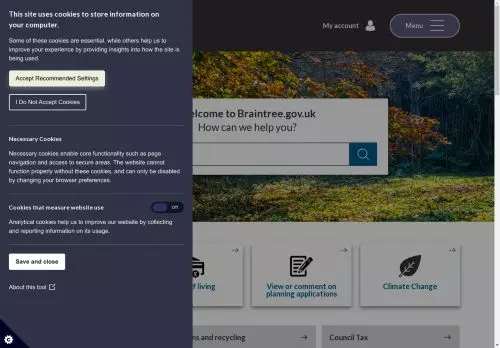 This site uses cookies to store information on
your computer.
Some of these cookies are essential, while others help us to
improve your experience by providing insights into how the site is
being used.
Accept Recommended Settings
I Do Not Accept Cookies
Necessary Cookies
Necessary cookies enable core functionality such as page
navigation and access to secure areas. The website cannot
function properly without these cookies, and can only be disabled
by changing your browser preferences.
Cookies that measure website use
On
Analytical cookies help us to improve our website by collecting
and reporting information on its usage.
Save and close
About this tool
My account
Menu
elcome to Braintree.gov.uk
How can we help you?
living
View or comment on
planning applications
Climate Change
ns and recycling
Council Tax